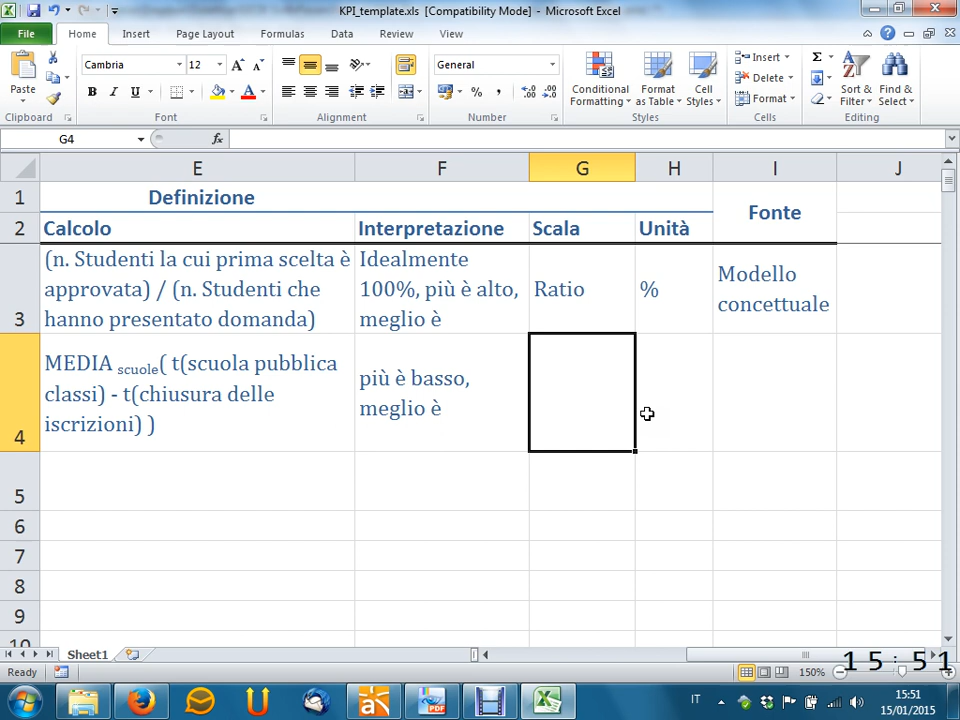 KPI_template.xls [Compatibility Mode] - Microsoft Excel
File Home Insert Page Layout Formulas Data Review View
Paste
Clipboard
Cambria 12
B I U A
Font
Alignment
General
% ,
Number
Conditional Formatting
Format as Table
Cell Styles
Styles
Insert
Delete
Format
Cells
Σ
Sort & Filter
Find & Select
Editing
G4 fx
E F G H I J
1 Definizione Fonte
2 Calcolo Interpretazione Scala Unità
(n. Studenti la cui prima scelta è
approvata) / (n. Studenti che
hanno presentato domanda)
Idealmente
100%, più è alto,
meglio è
Ratio
%
Modello
concettuale
3
MEDIA scuole( t(scuola pubblica
classi) - t(chiusura delle
iscrizioni) )
più è basso,
meglio è
4
5
6
7
8
9
10
Sheet1
Ready 150%
15:51
IT
15:51
15/01/2015